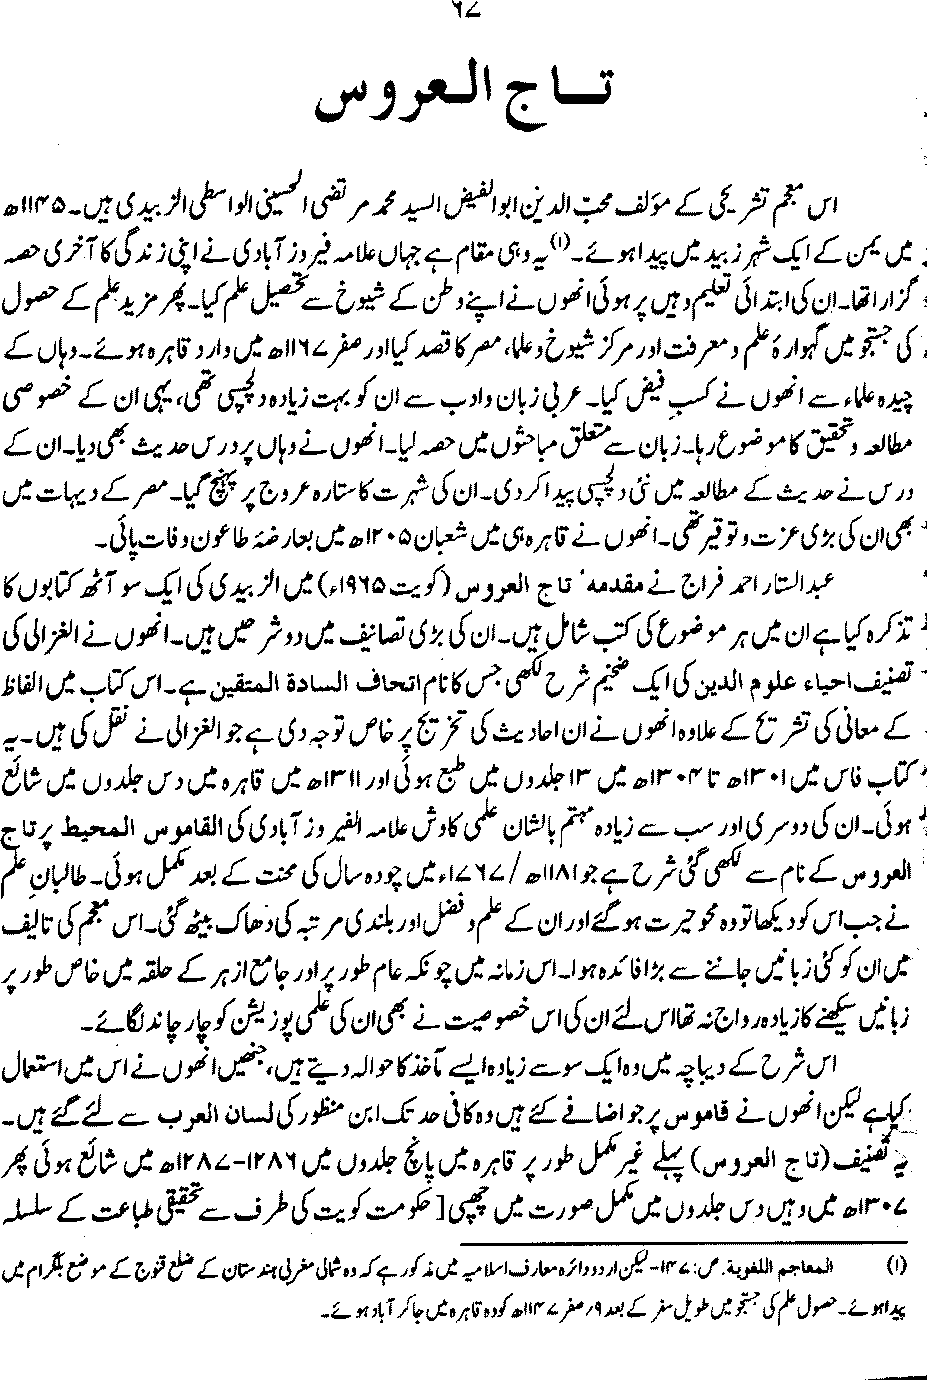 ۶۷
تـــاج الـعـروس
اس معجم تشریحی کے مؤلف محبّ الدین ابوالفیض السید محمد مرتضی الحسینی الواسطی الزبیدی ہیں۔ ۱۱۴۵ھ
میں یمن کے ایک شہر زبید میں پیدا ہوئے۔(۱) یہ وہی مقام ہے جہاں علامہ فیروز آبادی نے اپنی زندگی کا آخری حصہ
گزارا تھا۔ ان کی ابتدائی تعلیم وہیں پر ہوئی انھوں نے اپنے وطن کے شیوخ سے تحصیل علم کیا۔ پھر مزید علم کے حصول
کی جستجو میں گہوارۂ علم و معرفت اور مرکز شیوخ و علماء، مصر کا قصد کیا اور صفر ۱۱۶۷ھ میں وارد قاہرہ ہوئے۔ وہاں کے
چیدہ علماء سے انھوں نے کسبِ فیض کیا۔ عربی زبان و ادب سے ان کو بہت زیادہ دلچسپی تھی، یہی ان کے خصوصی
مطالعہ و تحقیق کا موضوع رہا۔ زبان سے متعلق مباحثوں میں حصہ لیا۔ انھوں نے وہاں پر درس حدیث بھی دیا۔ ان کے
درس نے حدیث کے مطالعہ میں نئی دلچسپی پیدا کردی۔ ان کی شہرت کا ستارہ عروج پر پہنچ گیا۔ مصر کے دیہات میں
بھی ان کی بڑی عزت و توقیر تھی۔ انھوں نے قاہرہ ہی میں شعبان ۱۲۰۵ھ میں بعارضۂ طاعون وفات پائی۔
عبدالستار احمد فراج نے مقدمہ تاج العروس (کویت ۱۹۶۵ء) میں الزبیدی کی ایک سو آٹھ کتابوں کا
تذکرہ کیا ہے ان میں ہر موضوع کی کتب شامل ہیں۔ ان کی بڑی تصانیف میں دو شرحیں ہیں۔ انھوں نے الغزالی کی
تصنیف احیاء علوم الدین کی ایک ضخیم شرح لکھی جس کا نام اتحاف السادة المتقین ہے۔ اس کتاب میں الفاظ
کے معانی کی تشریح کے علاوہ انھوں نے ان احادیث کی تخریج پر خاص توجہ دی ہے جو الغزالی نے نقل کی ہیں۔ یہ
کتاب فاس میں ۱۳۰۱ھ تا ۱۳۰۴ھ میں ۱۳ جلدوں میں طبع ہوئی اور ۱۳۱۱ھ میں قاہرہ میں دس جلدوں میں شائع
ہوئی۔ ان کی دوسری اور سب سے زیادہ مہتم بالشان علمی کاوش علامہ الفیروز آبادی کی القاموس المحیط پر تاج
العروس کے نام سے لکھی گئی شرح ہے جو ۱۱۸۱ھ /۱۷۶۷ء میں چودہ سال کی محنت کے بعد مکمل ہوئی۔ طالبانِ علم
نے جب اس کو دیکھا تو وہ محو حیرت ہوگئے اور ان کے علم و فضل اور بلندی مرتبہ کی دھاک بیٹھ گئی۔ اس معجم کی تالیف
میں ان کو کئی زبانیں جاننے سے بڑا فائدہ ہوا۔ اس زمانہ میں چونکہ عام طور پر اور جامع ازہر کے حلقہ میں خاص طور پر
زبانیں سیکھنے کا زیادہ رواج نہ تھا اس لئے ان کی اس خصوصیت نے بھی ان کی علمی پوزیشن کو چار چاند لگائے۔
اس شرح کے دیباچہ میں وہ ایک سو سے زیادہ ایسے مآخذ کا حوالہ دیتے ہیں، جنھیں انھوں نے اس میں استعمال
کیا ہے لیکن انھوں نے قاموس پر جو اضافے کئے ہیں وہ کافی حد تک ابن منظور کی لسان العرب سے لئے گئے ہیں۔
یہ تصنیف (تاج العروس) پہلے غیر مکمل طور پر قاہرہ میں پانچ جلدوں میں ۱۲۸۶-۱۲۸۷ھ میں شائع ہوئی پھر
۱۳۰۷ھ میں وہیں دس جلدوں میں مکمل صورت میں چھپی [حکومت کویت کی طرف سے تحقیقی طباعت کے سلسلہ
(۱) المعاجم اللغویة۔ ص: ۱۴۷- لیکن اردو دائرہ معارف اسلامیہ میں مذکور ہے کہ وہ شمالی مغربی ہندستان کے ضلع قنوج کے موضع بلگرام میں
پیدا ہوئے۔ حصول علم کی جستجو میں طویل سفر کے بعد ۹/صفر ۱۱۴۷ھ کو وہ قاہرہ میں جا کر آباد ہوئے۔